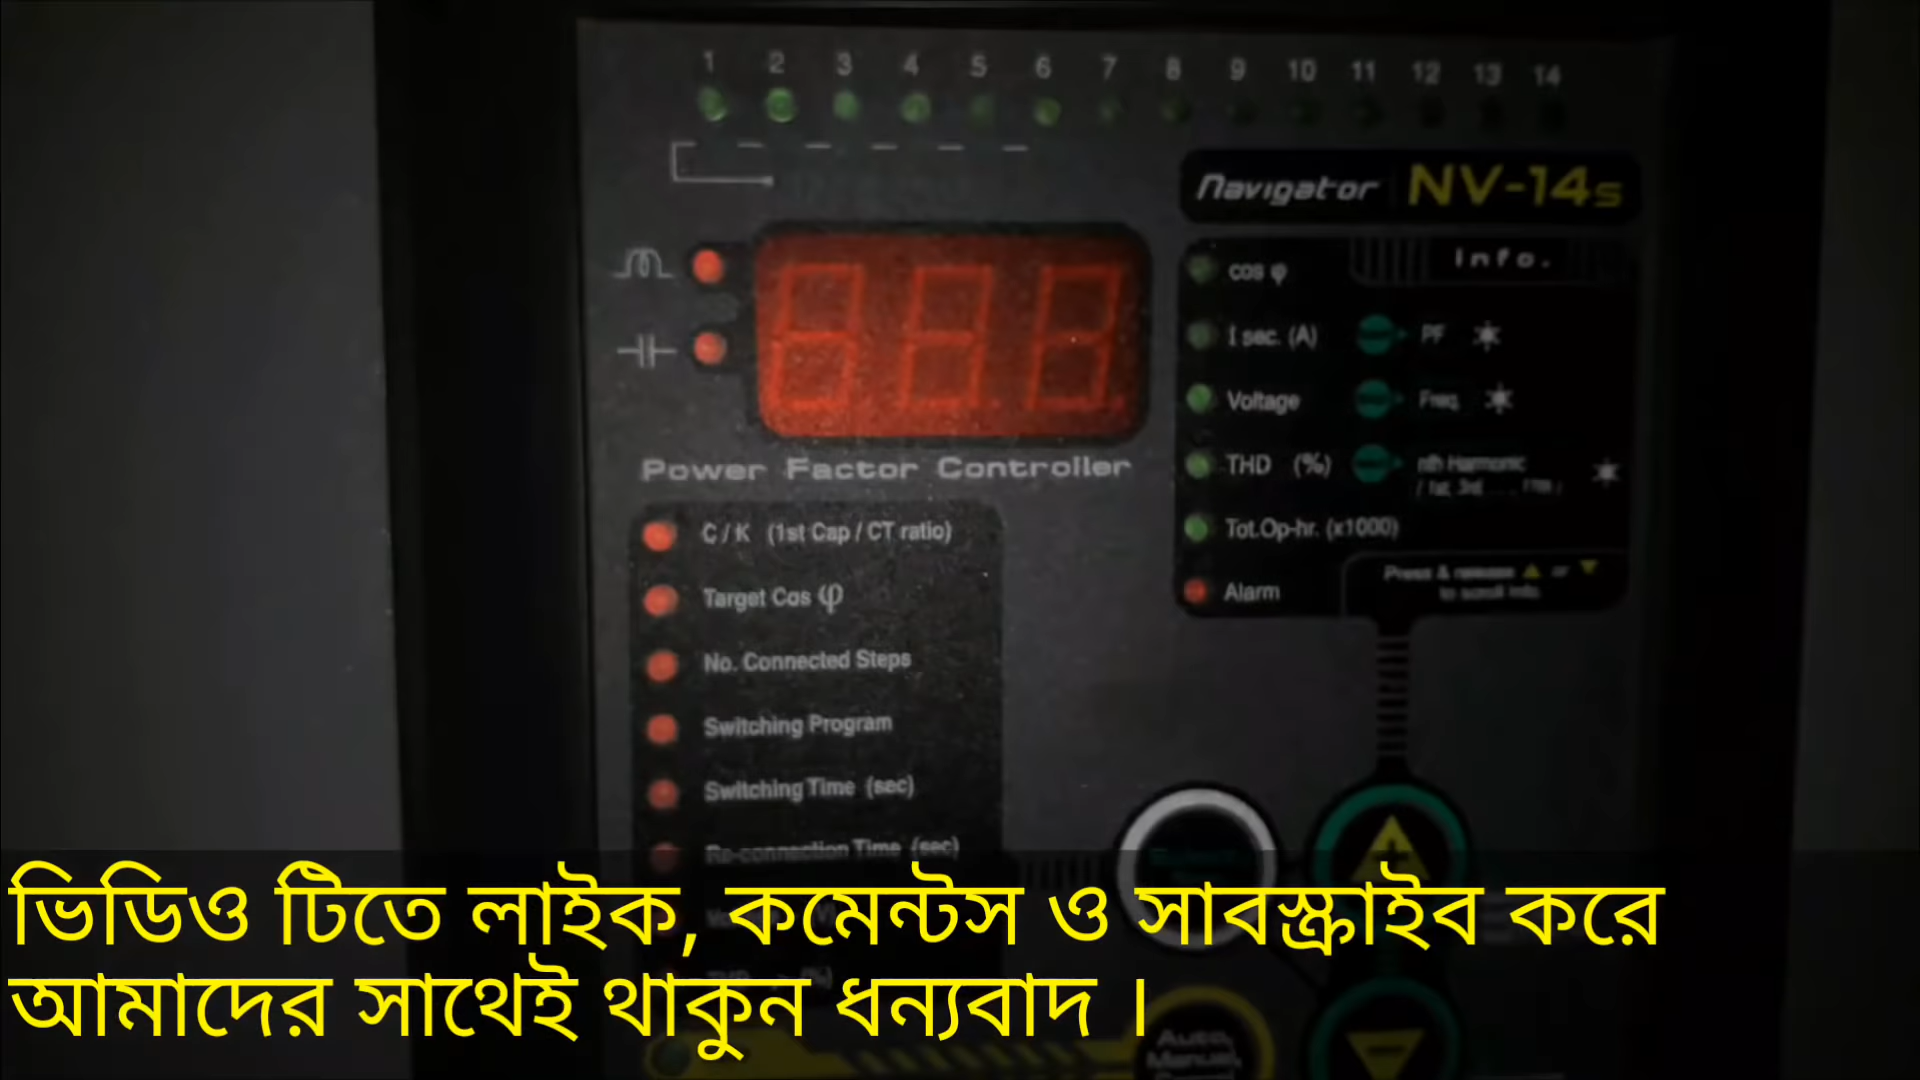 1 2 3 4 5 6 7 8 9 10 11 12 13 14
Navigator NV-14s
Info.
cos φ
I sec. (A) PF
Voltage Freq.
THD (%) nth Harmonic
Tot.Op-hr. (x1000)
Press & release ▲ or ▼
to scroll info.
Alarm
Power Factor Controller
C / K (1st Cap / CT ratio)
Target Cos φ
No. Connected Steps
Switching Program
Switching Time (sec)
Re-connection Time (sec)
ভিডিও টিতে লাইক, কমেন্টস ও সাবস্ক্রাইব করে
আমাদের সাথেই থাকুন ধন্যবাদ ।
Auto,
Manual,